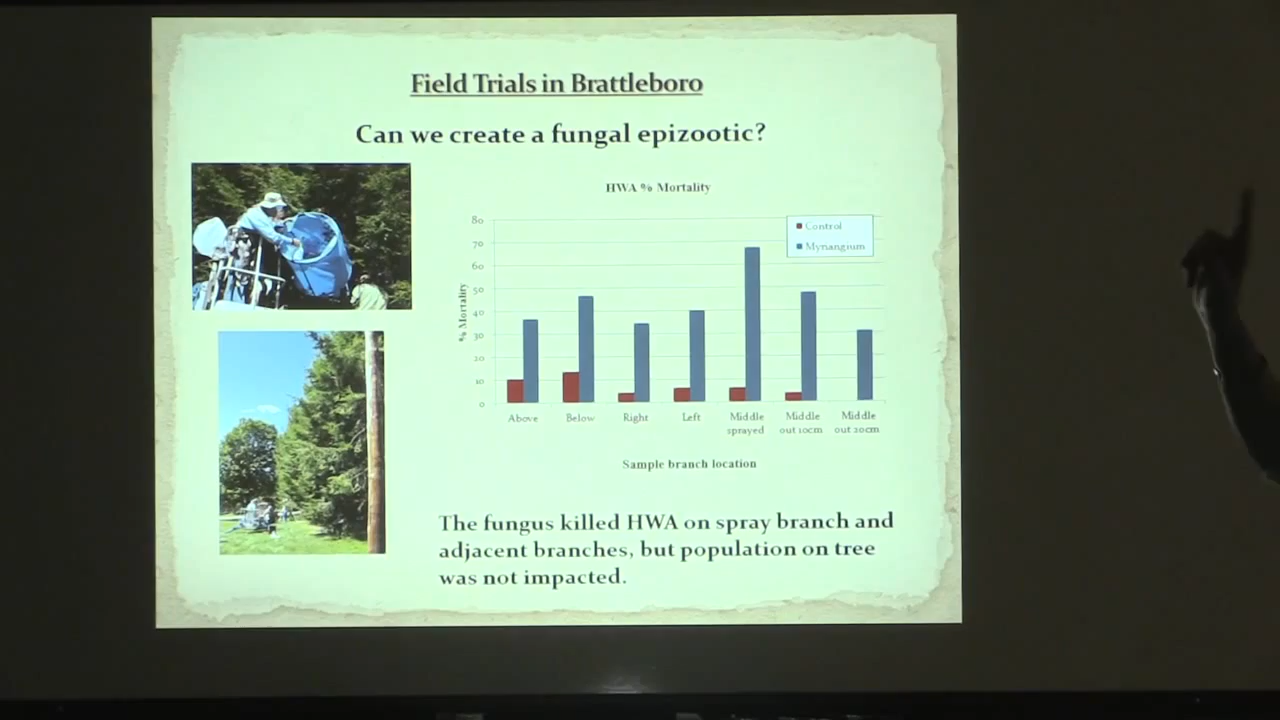 Field Trials in Brattleboro
Can we create a fungal epizootic?
HWA % Mortality
Control
Mynangium
% Mortality
80
70
60
50
40
30
20
10
0
Above
Below
Right
Left
Middle sprayed
Middle out 10cm
Middle out 20cm
Sample branch location
The fungus killed HWA on spray branch and
adjacent branches, but population on tree
was not impacted.